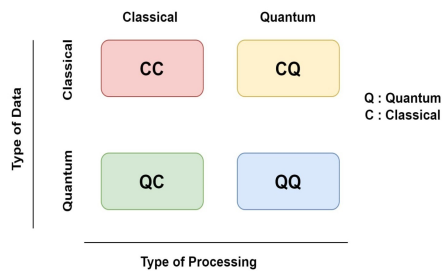 Classical Quantum
Type of Data
Classical
CC CQ
Q : Quantum
C : Classical
Quantum
QC QQ
Type of Processing